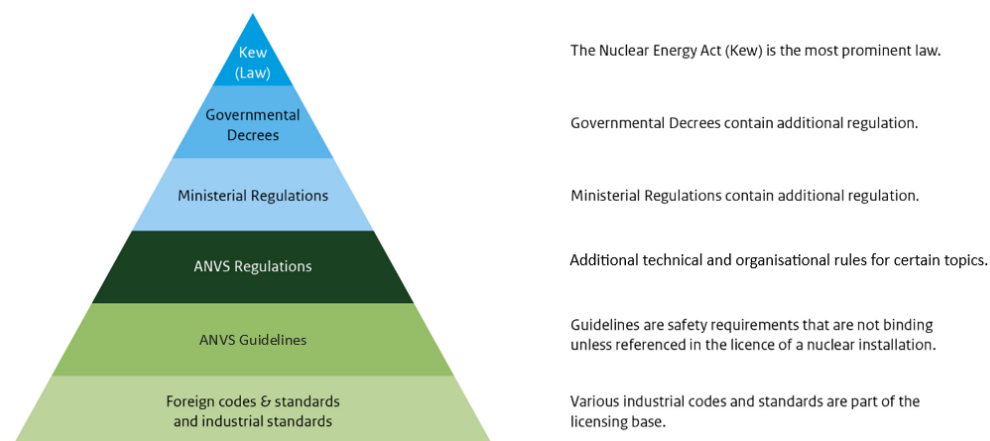 Kew
(Law)
The Nuclear Energy Act (Kew) is the most prominent law.
Governmental
Decrees
Governmental Decrees contain additional regulation.
Ministerial Regulations
Ministerial Regulations contain additional regulation.
ANVS Regulations
Additional technical and organisational rules for certain topics.
ANVS Guidelines
Guidelines are safety requirements that are not binding
unless referenced in the licence of a nuclear installation.
Foreign codes & standards
and industrial standards
Various industrial codes and standards are part of the
licensing base.